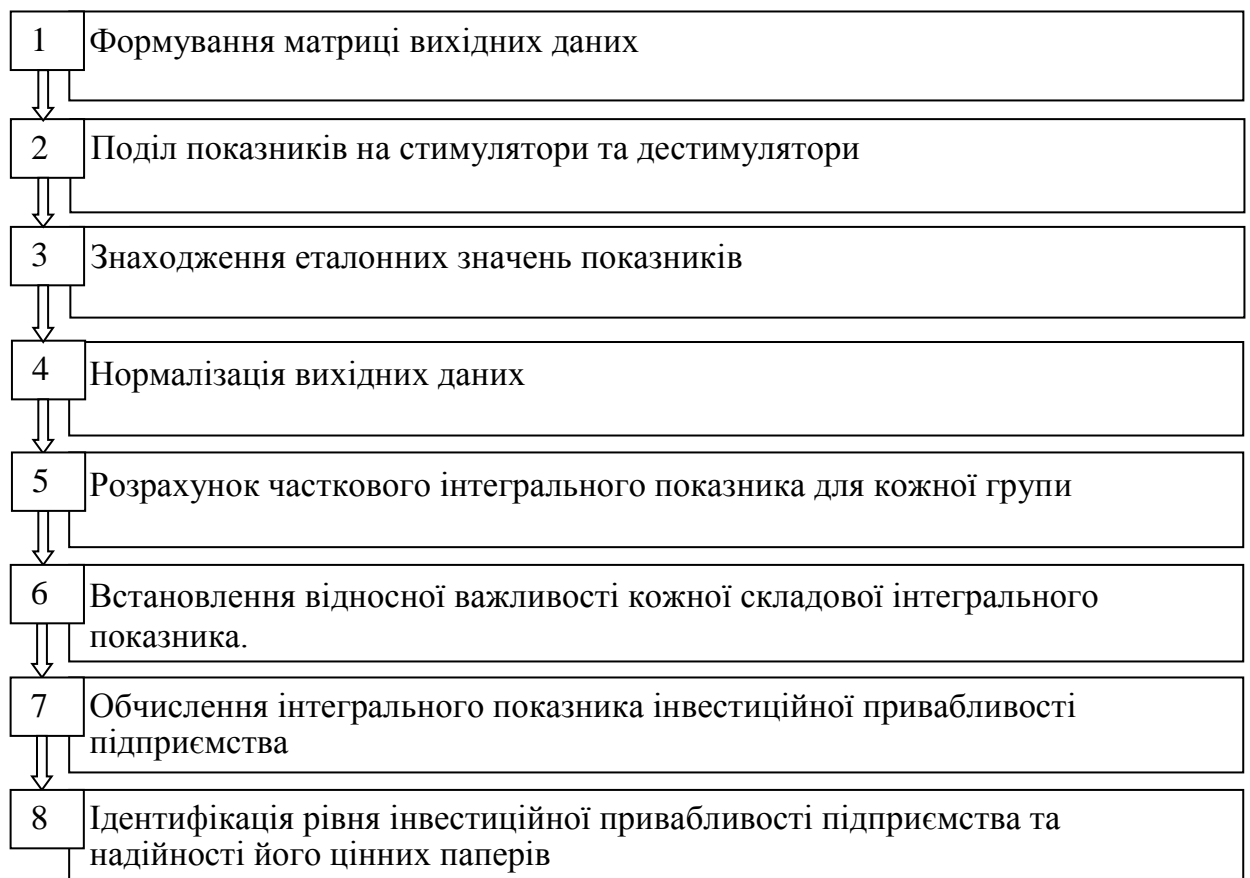 1 Формування матриці вихідних даних
2 Поділ показників на стимулятори та дестимулятори
3 Знаходження еталонних значень показників
4 Нормалізація вихідних даних
5 Розрахунок часткового інтегрального показника для кожної групи
6 Встановлення відносної важливості кожної складової інтегрального
показника.
7 Обчислення інтегрального показника інвестиційної привабливості
підприємства
8 Ідентифікація рівня інвестиційної привабливості підприємства та
надійності його цінних паперів